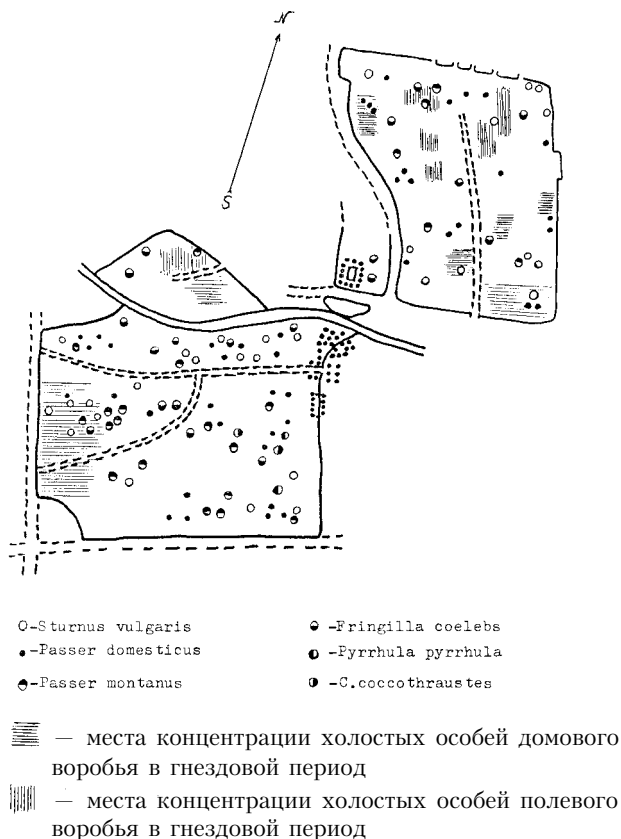 N
S
-Sturnus vulgaris
-Fringilla coelebs
-Passer domesticus
-Pyrrhula pyrrhula
-Passer montanus
-C.coccothraustes
— места концентрации холостых особей домового
воробья в гнездовой период
— места концентрации холостых особей полевого
воробья в гнездовой период